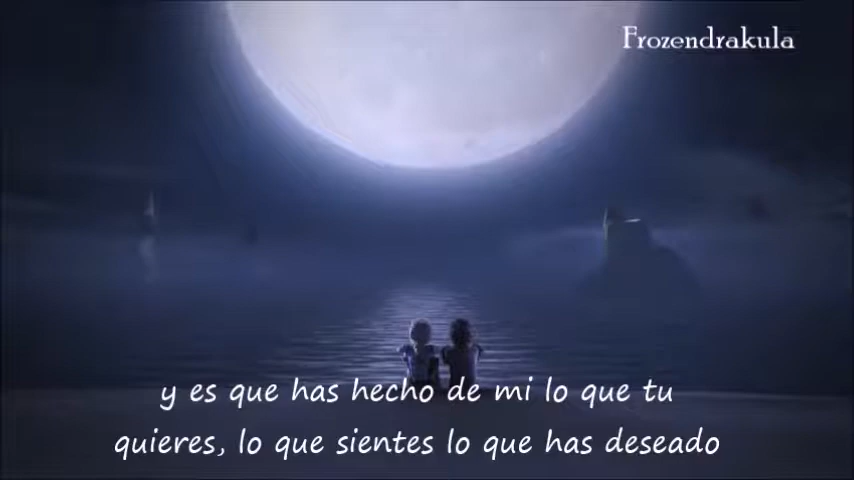 Frozendrakula
y es que has hecho de mi lo que tu
quieres, lo que sientes lo que has deseado